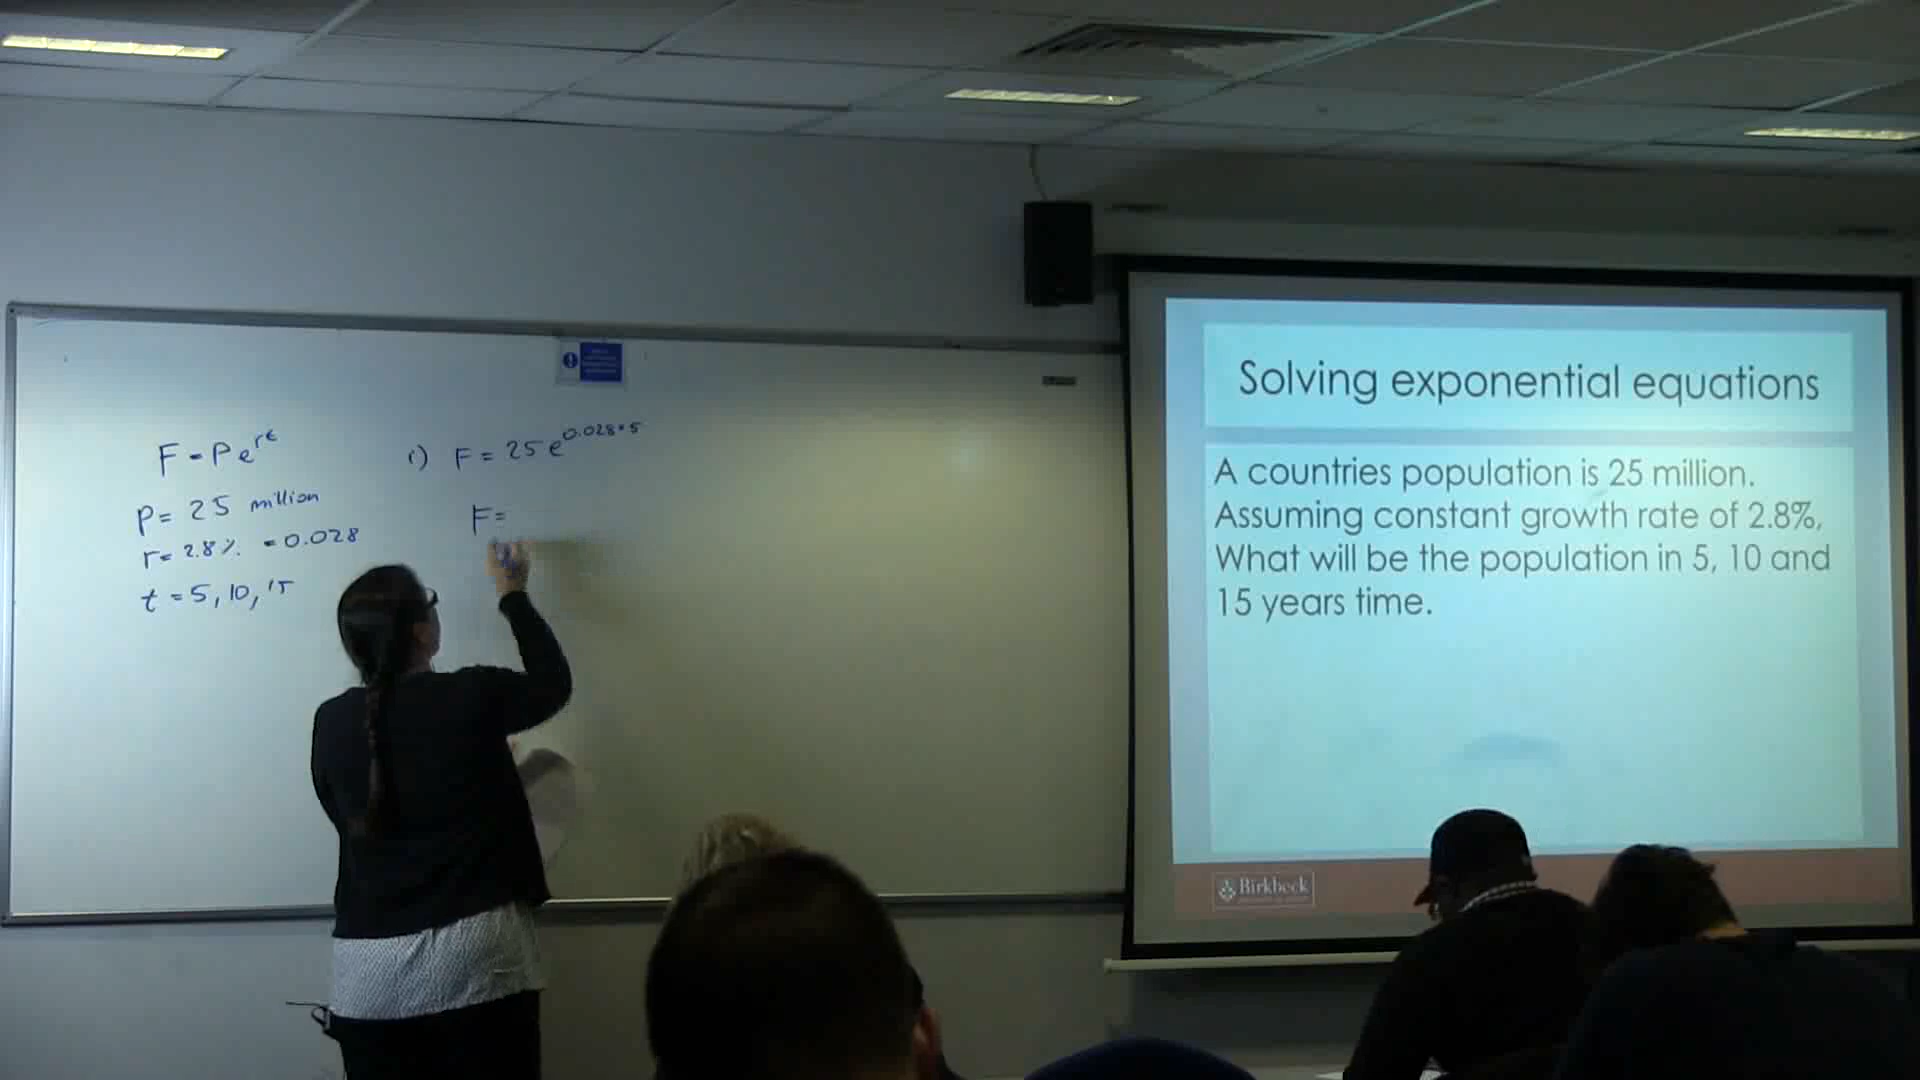 F = Pe^rt
P = 25 million
r = 2.8% = 0.028
t = 5, 10, 15
1) F = 25e^0.028*5
F =
Solving exponential equations
A countries population is 25 million.
Assuming constant growth rate of 2.8%,
What will be the population in 5, 10 and
15 years time.
Birkbeck